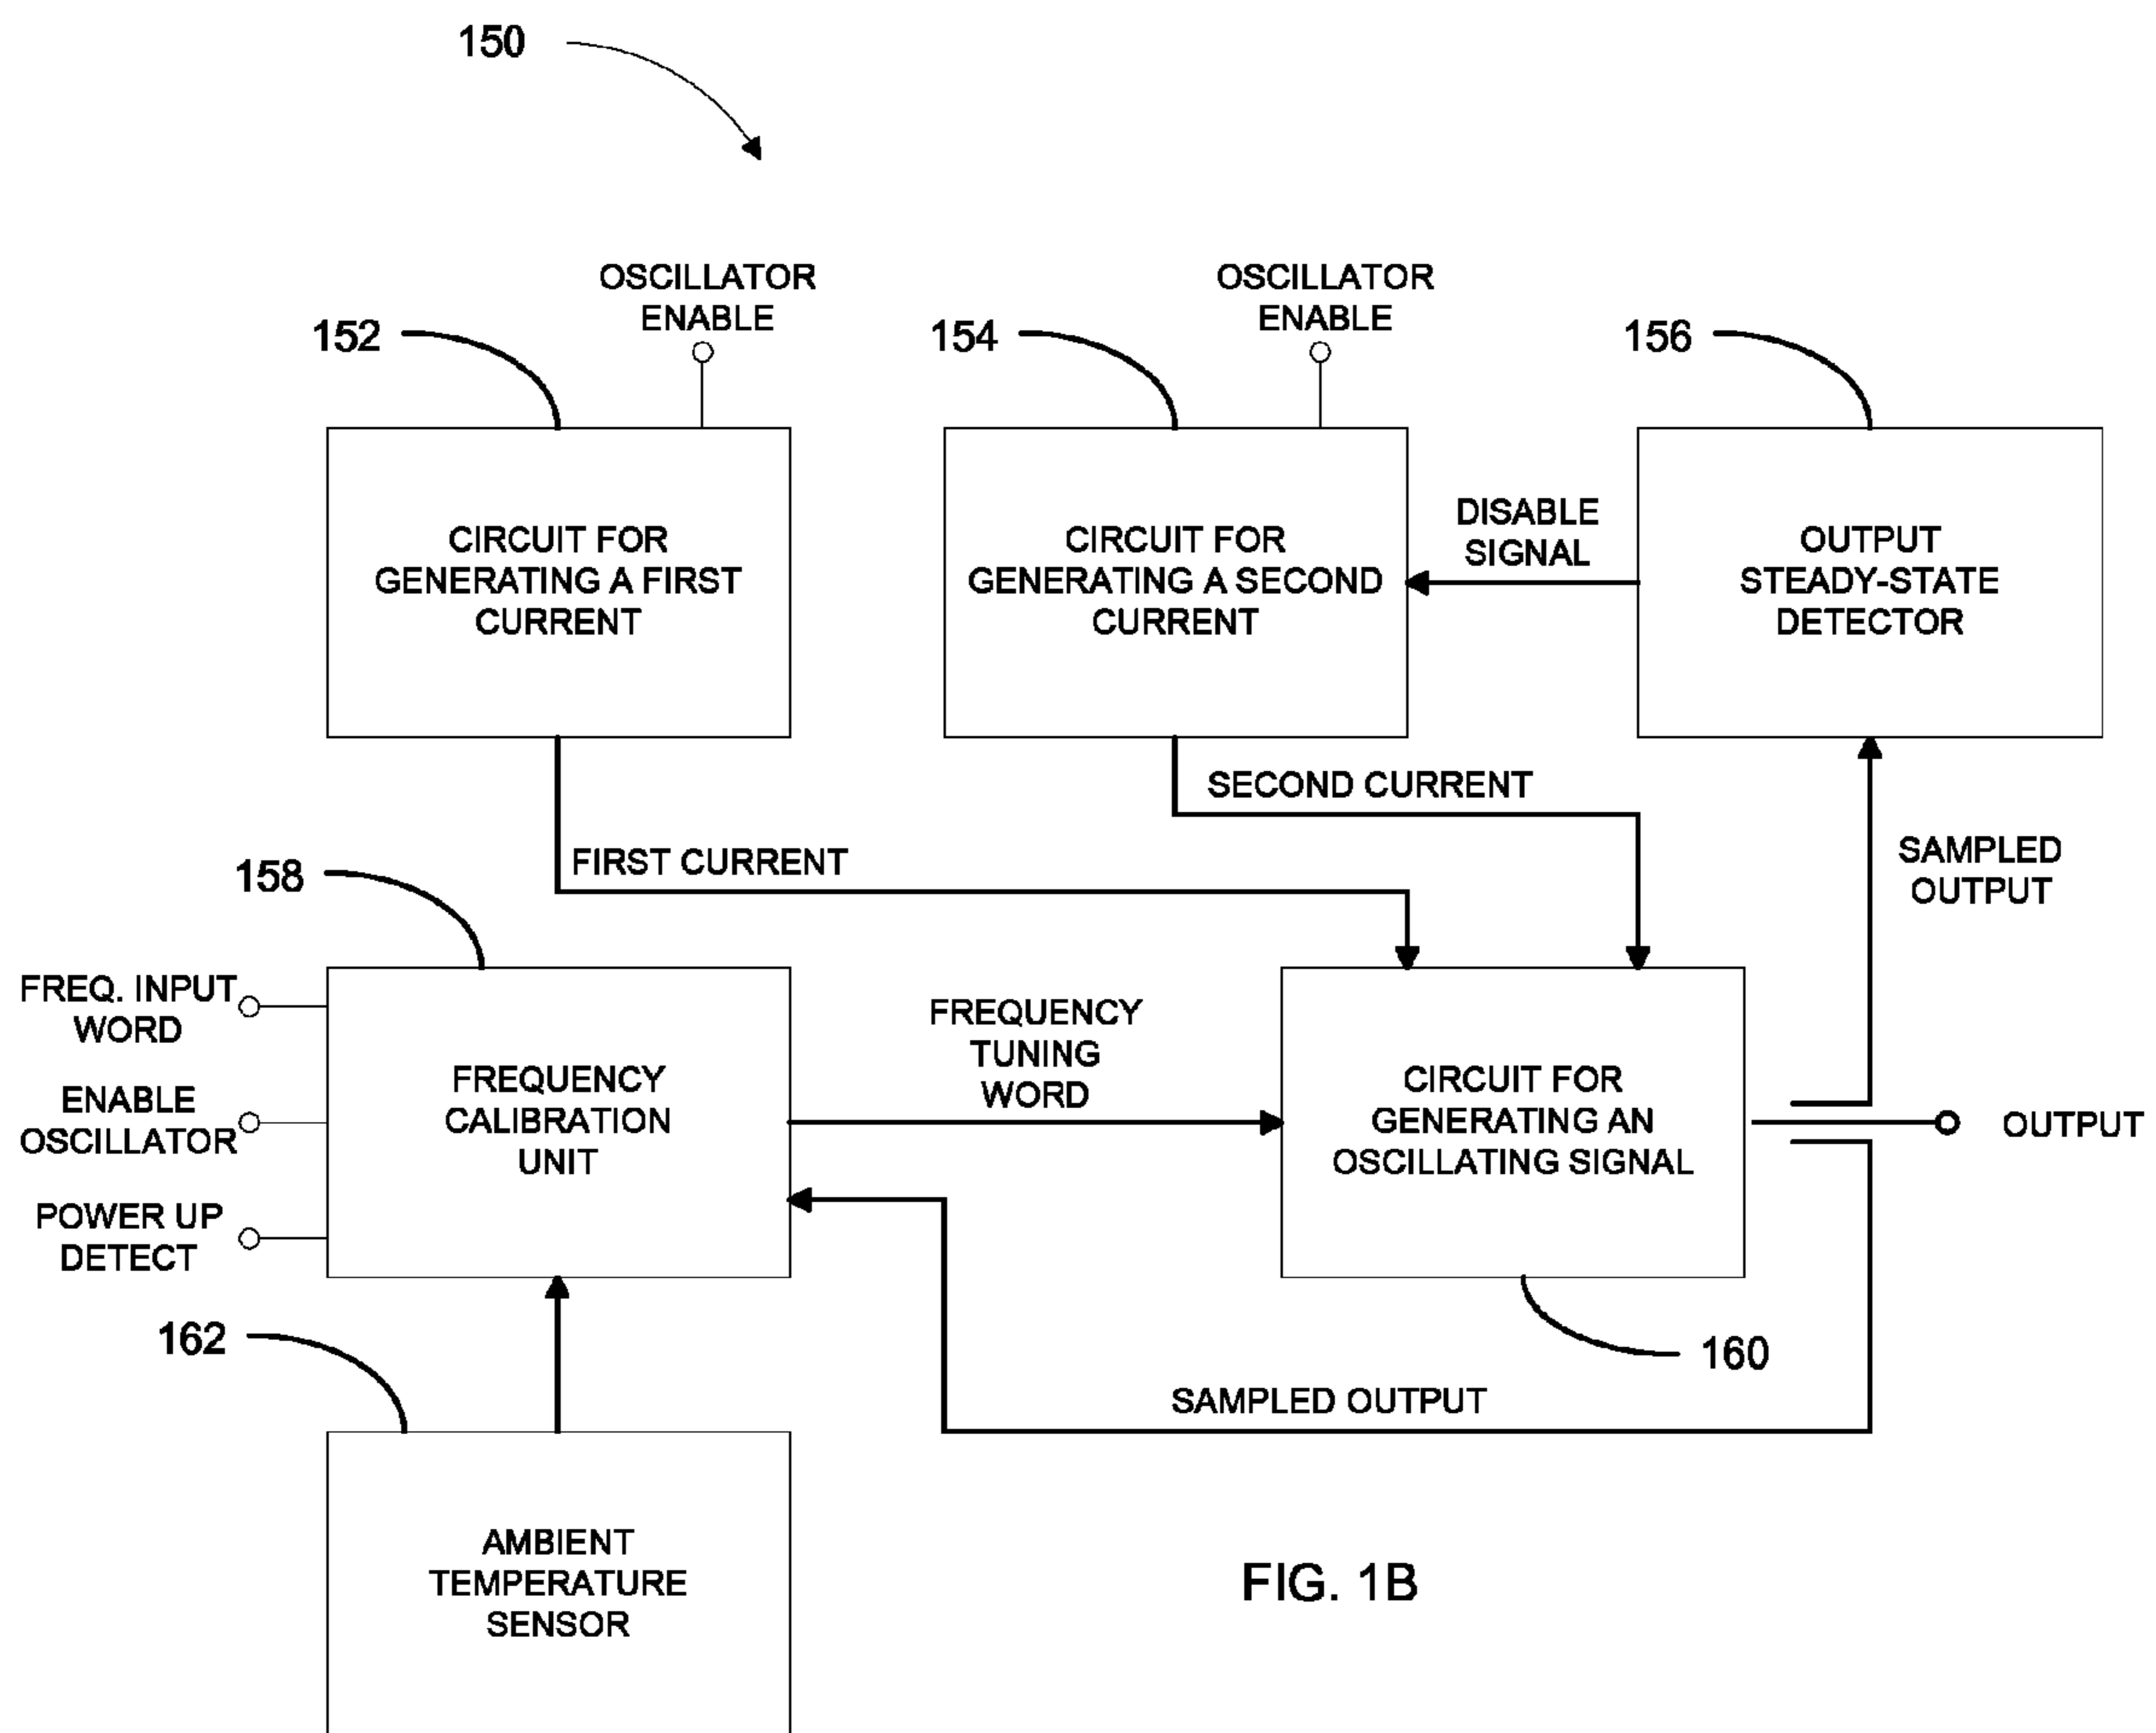 150
OSCILLATOR
ENABLE
OSCILLATOR
ENABLE
152
154
156
CIRCUIT FOR
GENERATING A FIRST
CURRENT
CIRCUIT FOR
GENERATING A SECOND
CURRENT
DISABLE
SIGNAL
OUTPUT
STEADY-STATE
DETECTOR
SECOND CURRENT
FIRST CURRENT
SAMPLED
OUTPUT
158
FREQ. INPUT
WORD
ENABLE
OSCILLATOR
POWER UP
DETECT
FREQUENCY
CALIBRATION
UNIT
FREQUENCY
TUNING
WORD
CIRCUIT FOR
GENERATING AN
OSCILLATING SIGNAL
OUTPUT
162
160
SAMPLED OUTPUT
AMBIENT
TEMPERATURE
SENSOR
FIG. 1B